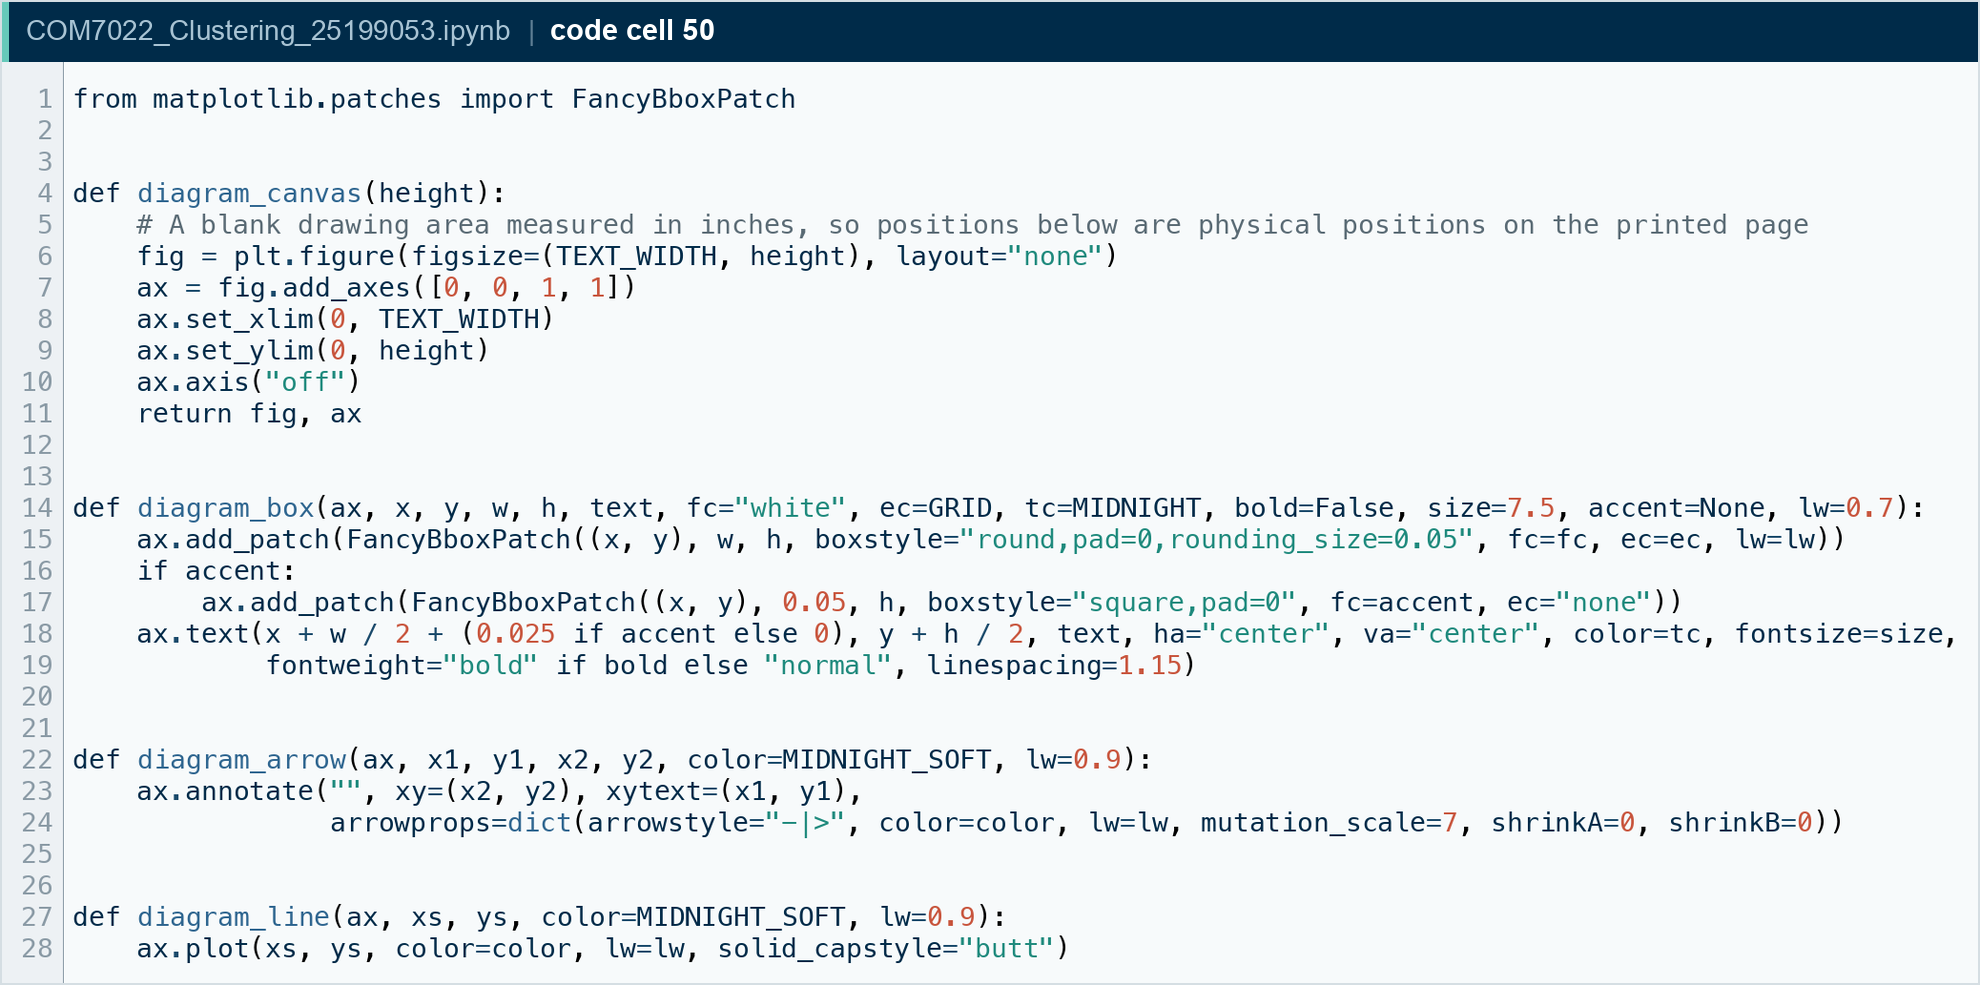 COM7022_Clustering_25199053.ipynb | code cell 50
1 from matplotlib.patches import FancyBboxPatch
2
3
4 def diagram_canvas(height):
5     # A blank drawing area measured in inches, so positions below are physical positions on the printed page
6     fig = plt.figure(figsize=(TEXT_WIDTH, height), layout="none")
7     ax = fig.add_axes([0, 0, 1, 1])
8     ax.set_xlim(0, TEXT_WIDTH)
9     ax.set_ylim(0, height)
10     ax.axis("off")
11     return fig, ax
12
13
14 def diagram_box(ax, x, y, w, h, text, fc="white", ec=GRID, tc=MIDNIGHT, bold=False, size=7.5, accent=None, lw=0.7):
15     ax.add_patch(FancyBboxPatch((x, y), w, h, boxstyle="round,pad=0,rounding_size=0.05", fc=fc, ec=ec, lw=lw))
16     if accent:
17         ax.add_patch(FancyBboxPatch((x, y), 0.05, h, boxstyle="square,pad=0", fc=accent, ec="none"))
18     ax.text(x + w / 2 + (0.025 if accent else 0), y + h / 2, text, ha="center", va="center", color=tc, fontsize=size,
19             fontweight="bold" if bold else "normal", linespacing=1.15)
20
21
22 def diagram_arrow(ax, x1, y1, x2, y2, color=MIDNIGHT_SOFT, lw=0.9):
23     ax.annotate("", xy=(x2, y2), xytext=(x1, y1),
24                 arrowprops=dict(arrowstyle="-|>", color=color, lw=lw, mutation_scale=7, shrinkA=0, shrinkB=0))
25
26
27 def diagram_line(ax, xs, ys, color=MIDNIGHT_SOFT, lw=0.9):
28     ax.plot(xs, ys, color=color, lw=lw, solid_capstyle="butt")